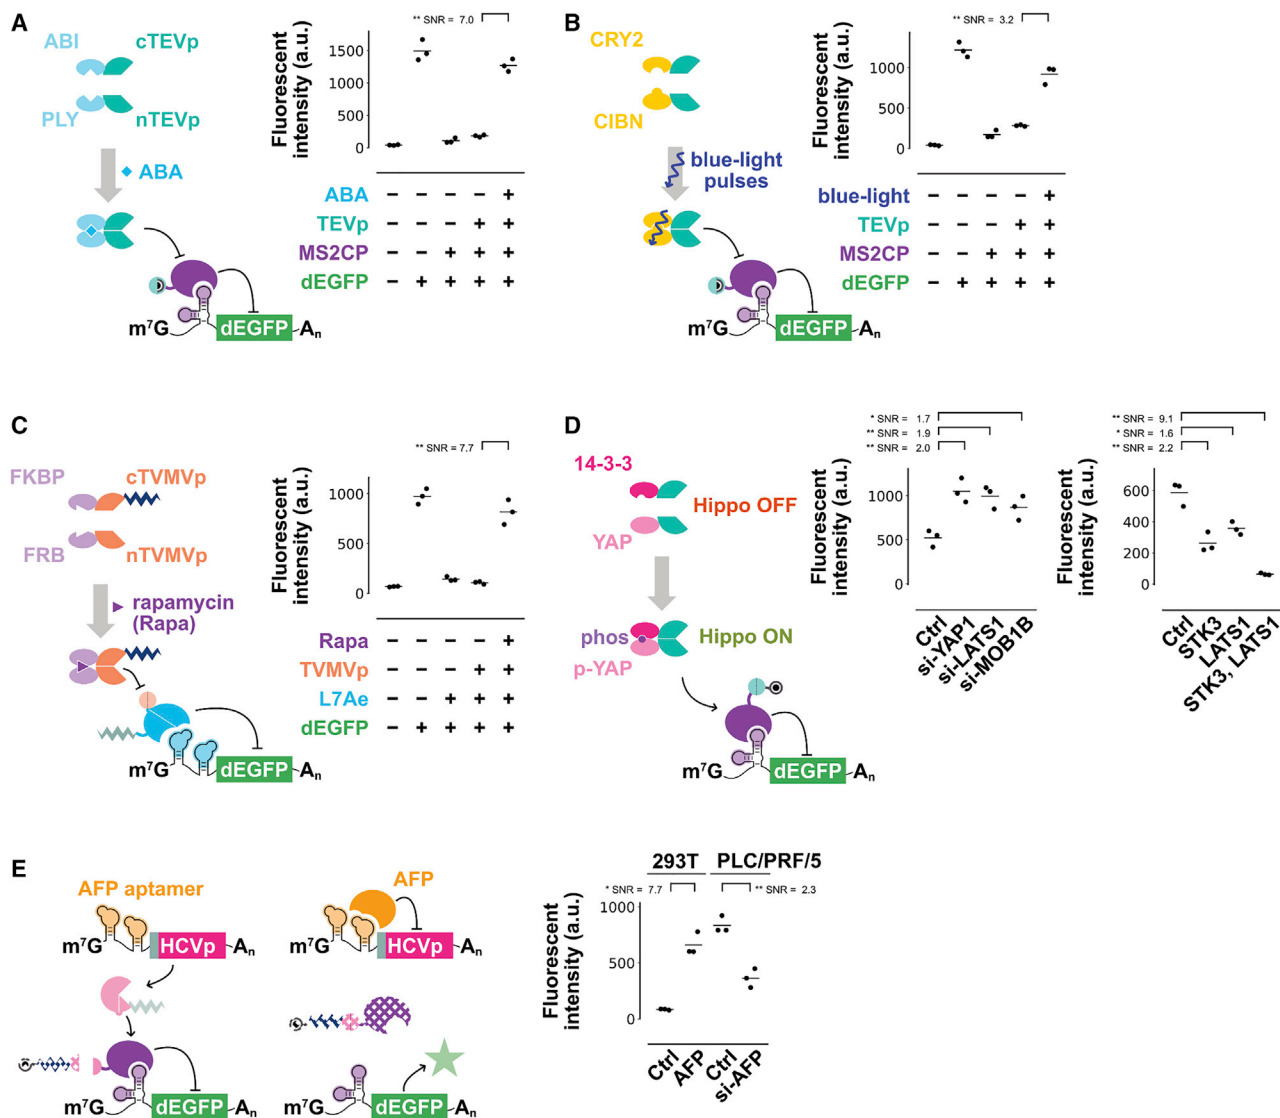 A
ABI
cTEVp
PLY
nTEVp
ABA
m⁷G
dEGFP
Aₙ
** SNR = 7.0
Fluorescent
intensity (a.u.)
1500
1000
500
0
ABA – – – – +
TEVp – – – + +
MS2CP – – + + +
dEGFP – + + + +
B
CRY2
CIBN
blue-light
pulses
m⁷G
dEGFP
Aₙ
** SNR = 3.2
Fluorescent
intensity (a.u.)
1000
500
0
blue-light – – – – +
TEVp – – – + +
MS2CP – – + + +
dEGFP – + + + +
C
FKBP
cTVMVp
FRB
nTVMVp
rapamycin
(Rapa)
m⁷G
dEGFP
Aₙ
** SNR = 7.7
Fluorescent
intensity (a.u.)
1000
500
0
Rapa – – – – +
TVMVp – – – + +
L7Ae – – + + +
dEGFP – + + + +
D
14-3-3
Hippo OFF
YAP
phos
Hippo ON
p-YAP
m⁷G
dEGFP
Aₙ
* SNR = 1.7
** SNR = 1.9
** SNR = 2.0
Fluorescent
intensity (a.u.)
1000
500
0
Ctrl
si-YAP1
si-LATS1
si-MOB1B
** SNR = 9.1
* SNR = 1.6
** SNR = 2.2
Fluorescent
intensity (a.u.)
600
400
200
0
Ctrl
STK3
LATS1
STK3, LATS1
E
AFP aptamer
m⁷G
HCVp
Aₙ
m⁷G
dEGFP
Aₙ
AFP
m⁷G
HCVp
Aₙ
m⁷G
dEGFP
Aₙ
293T PLC/PRF/5
* SNR = 7.7
** SNR = 2.3
Fluorescent
intensity (a.u.)
1000
500
0
Ctrl
AFP
Ctrl
si-AFP